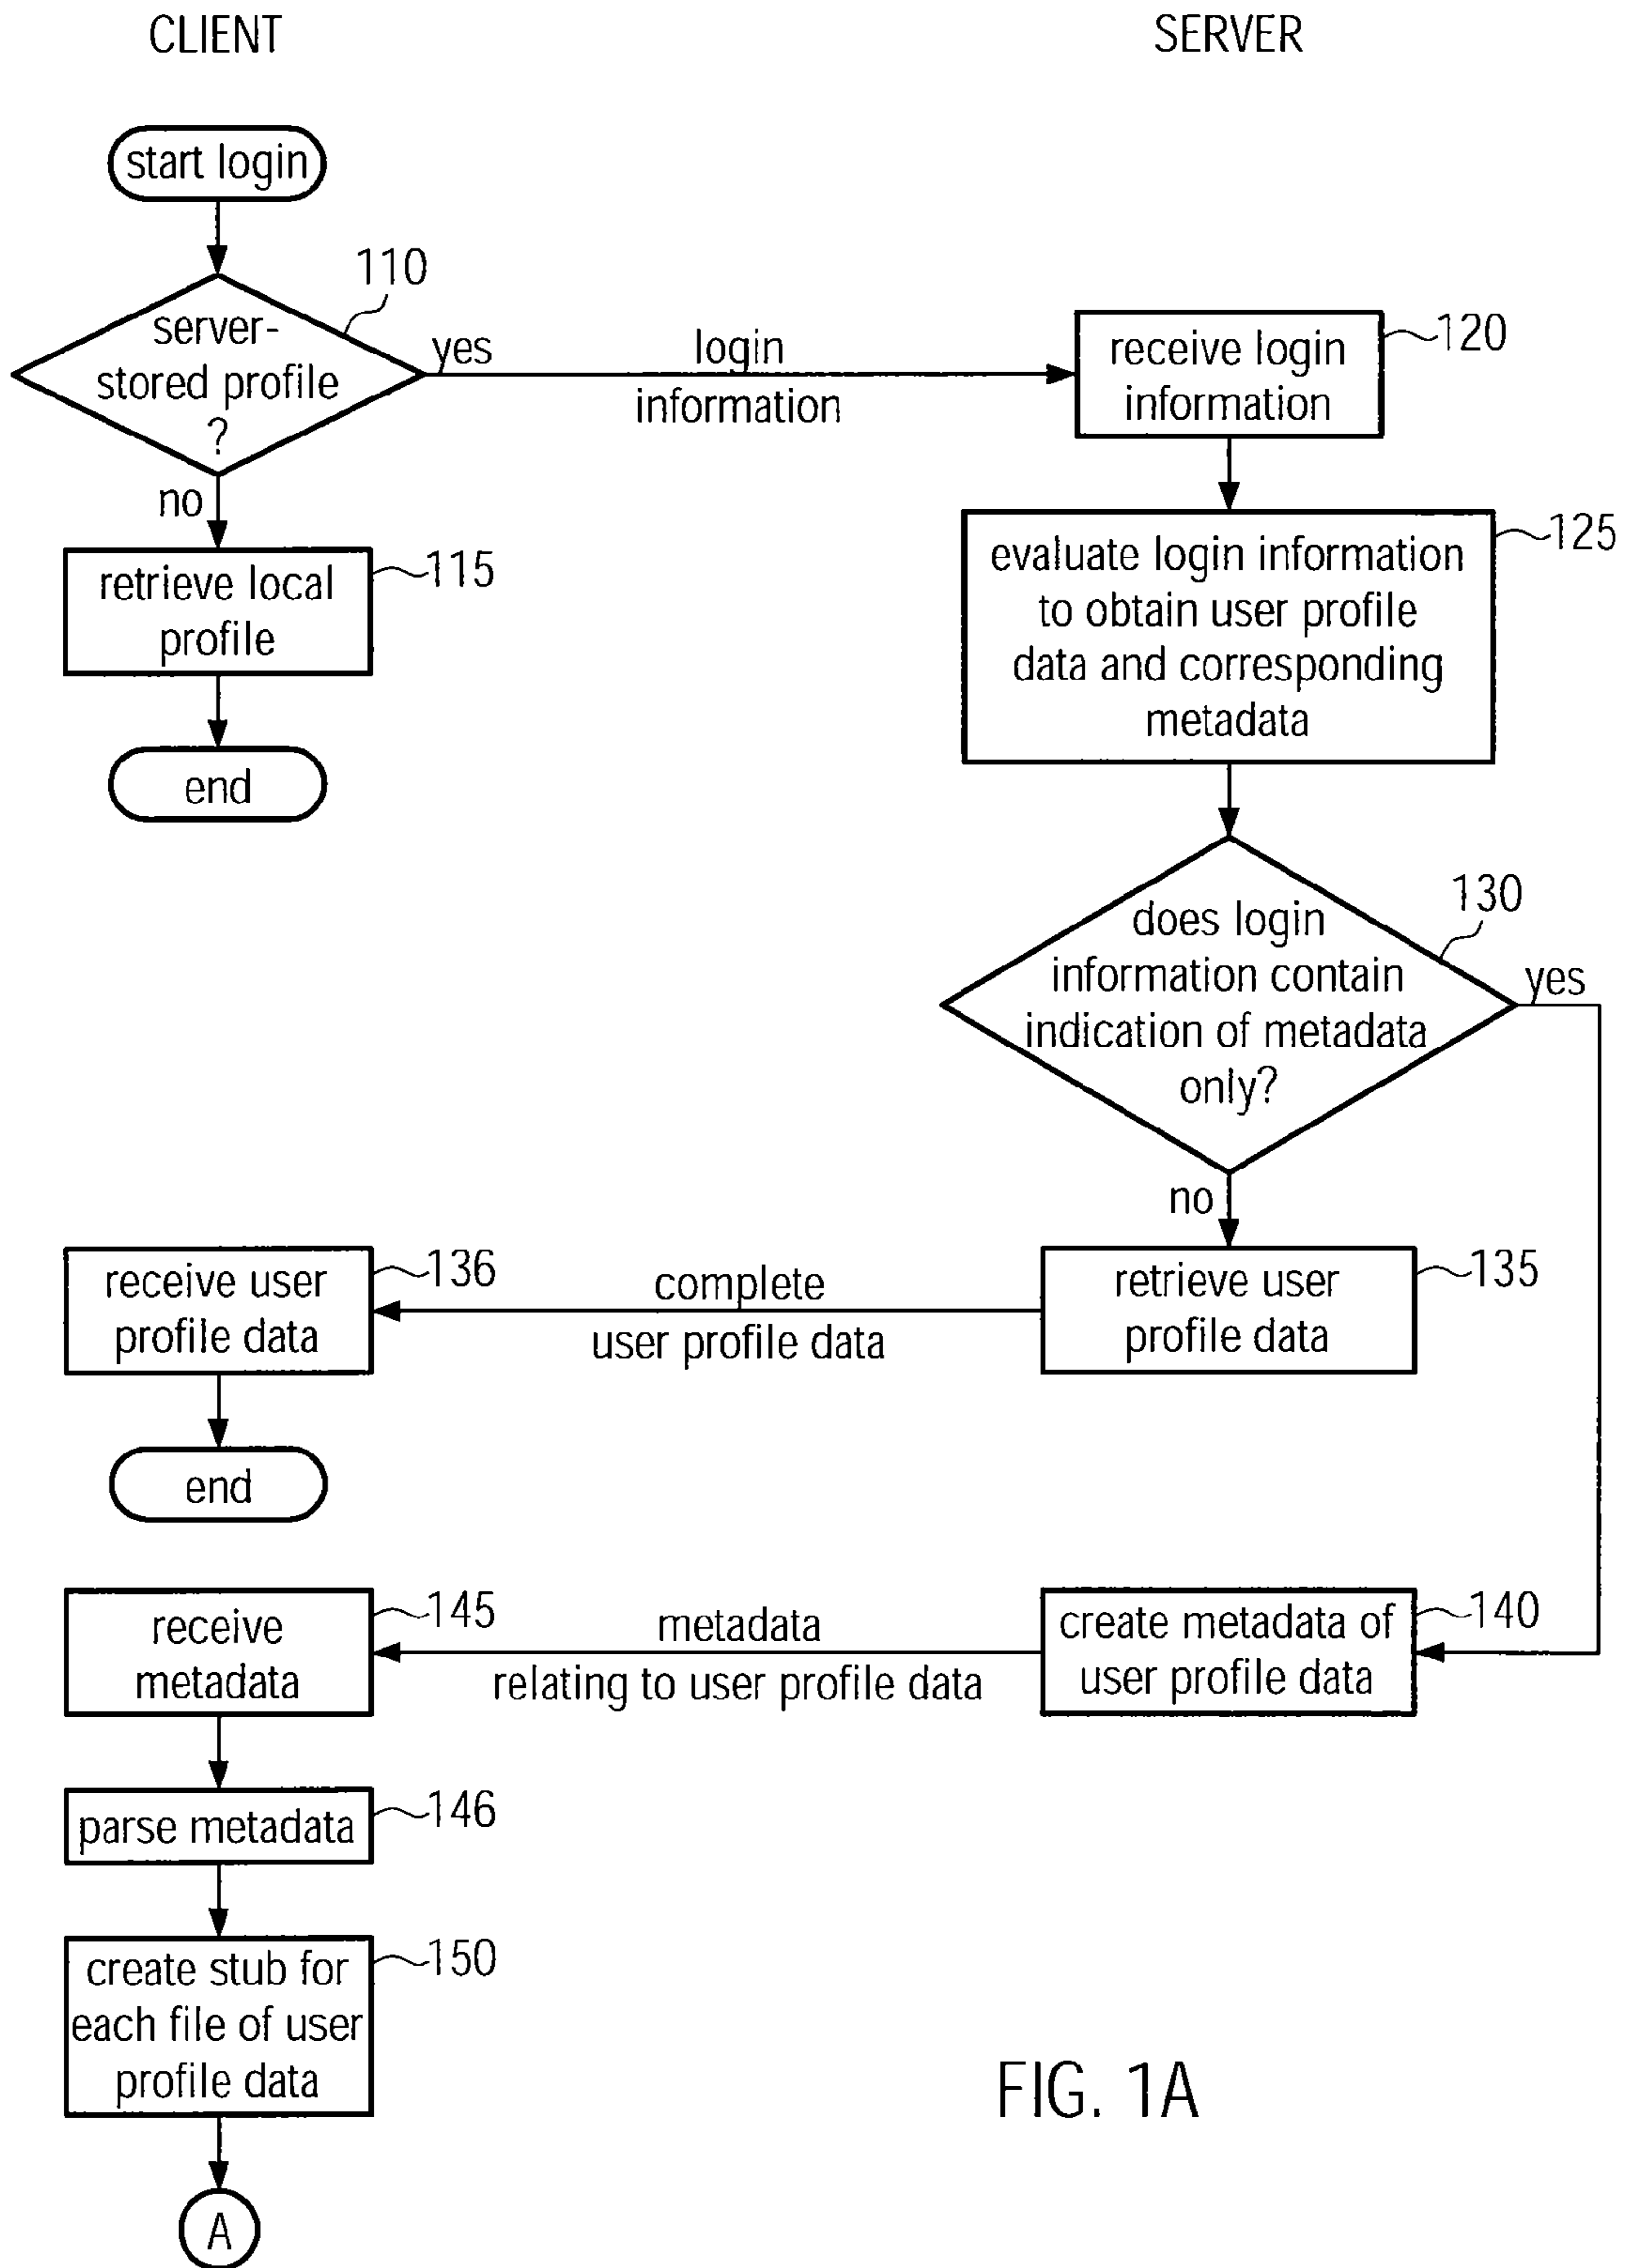 CLIENT
SERVER
start login
110
server-
stored profile
?
yes
login
information
receive login
information
120
no
retrieve local
profile
115
end
evaluate login information
to obtain user profile
data and corresponding
metadata
125
does login
information contain
indication of metadata
only?
130
yes
no
retrieve user
profile data
135
complete
user profile data
receive user
profile data
136
end
create metadata of
user profile data
140
metadata
relating to user profile data
receive
metadata
145
parse metadata
146
create stub for
each file of user
profile data
150
A
FIG. 1A